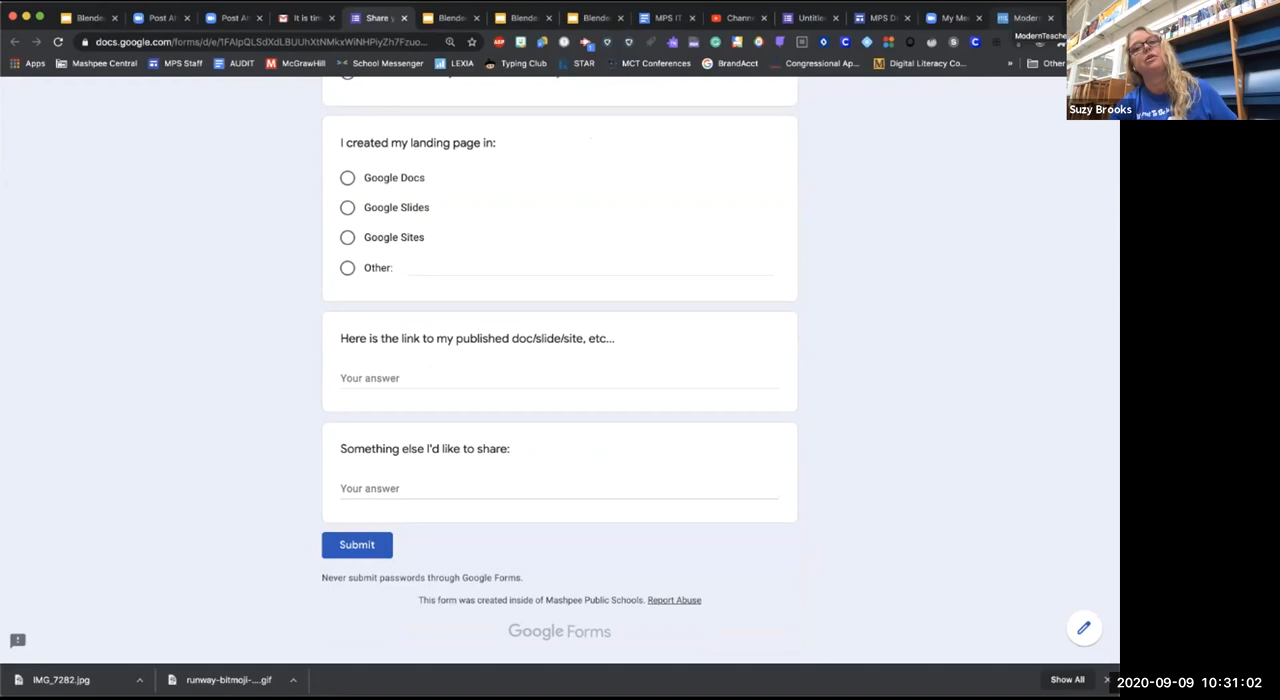 Blende
Post At
Post At
It is tim
Share y
Blende
Blende
Blende
MPS IT
Chann
Untitle
MPS D
My Me
Modern
docs.google.com/forms/d/e/1FAIpQLSdXdLBUUhXtNMkxWiNHPiyZh7Fzuo...
ModernTeache
Apps
Mashpee Central
MPS Staff
AUDIT
McGrawHill
School Messenger
LEXIA
Typing Club
STAR
MCT Conferences
BrandAcct
Congressional Ap...
Digital Literacy Co...
»
Other
Suzy Brooks
I created my landing page in:
Google Docs
Google Slides
Google Sites
Other:
Here is the link to my published doc/slide/site, etc...
Your answer
Something else I'd like to share:
Your answer
Submit
Never submit passwords through Google Forms.
This form was created inside of Mashpee Public Schools. Report Abuse
Google Forms
IMG_7282.jpg
runway-bitmoji-....gif
Show All
2020-09-09 10:31:02